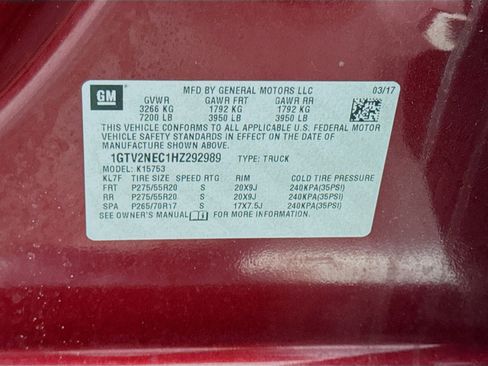 GM
MFD BY GENERAL MOTORS LLC 03/17
GVWR GAWR FRT GAWR RR
3266 KG 1792 KG 1792 KG
7200 LB 3950 LB 3950 LB
THIS VEHICLE CONFORMS TO ALL APPLICABLE U.S. FEDERAL MOTOR
VEHICLE SAFETY STANDARDS IN EFFECT ON THE DATE OF
MANUFACTURE SHOWN ABOVE.
1GTV2NEC1HZ292989 TYPE: TRUCK
MODEL: K15753
KL7F TIRE SIZE SPEED RTG RIM COLD TIRE PRESSURE
FRT P275/55R20 S 20X9J 240KPA(35PSI)
RR P275/55R20 S 20X9J 240KPA(35PSI)
SPA P265/70R17 S 17X7.5J 240KPA(35PSI)
SEE OWNER'S MANUAL FOR MORE INFORMATION.